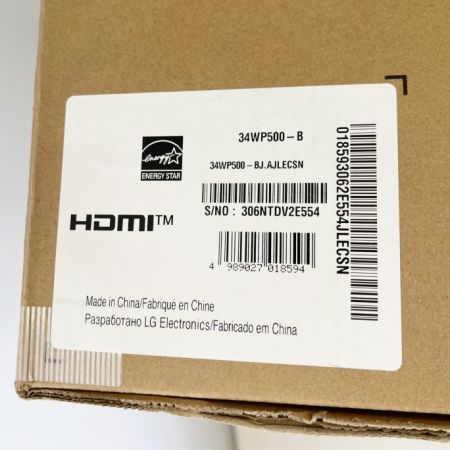 energy
ENERGY STAR
34WP500-B
34WP500-BJ.AJLECSN
S/NO : 306NTDV2E554
HDMI™
4 989027 018594
018593062E554JLECSN
Made in China/Fabriqué en Chine
Разработано LG Electronics/Fabricado em China